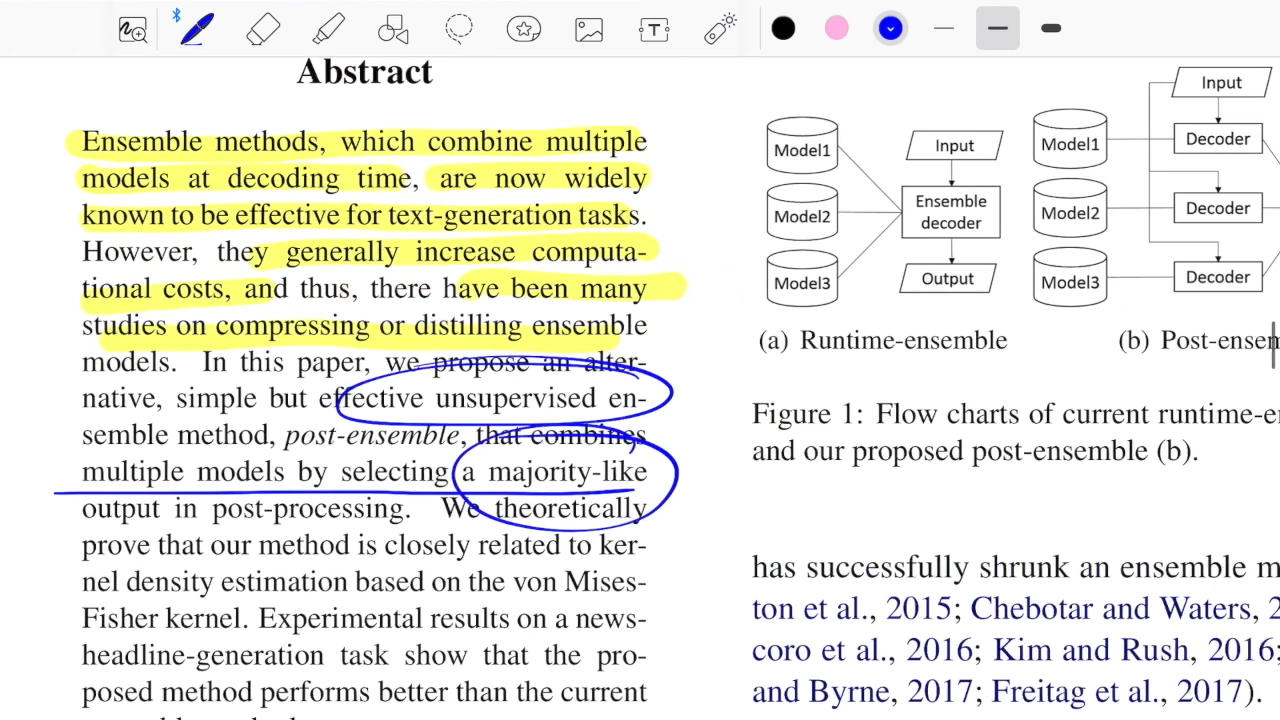 T
Abstract
Ensemble methods, which combine multiple
models at decoding time, are now widely
known to be effective for text-generation tasks.
However, they generally increase computa-
tional costs, and thus, there have been many
studies on compressing or distilling ensemble
models. In this paper, we propose an alter-
native, simple but effective unsupervised en-
semble method, post-ensemble, that combines
multiple models by selecting a majority-like
output in post-processing. We theoretically
prove that our method is closely related to ker-
nel density estimation based on the von Mises-
Fisher kernel. Experimental results on a news-
headline-generation task show that the pro-
posed method performs better than the current
Model1
Model2
Model3
Input
Ensemble
decoder
Output
(a) Runtime-ensemble
Model1
Model2
Model3
Input
Decoder
Decoder
Decoder
(b) Post-ensem
Figure 1: Flow charts of current runtime-e
and our proposed post-ensemble (b).
has successfully shrunk an ensemble m
ton et al., 2015; Chebotar and Waters, 2
coro et al., 2016; Kim and Rush, 2016;
and Byrne, 2017; Freitag et al., 2017).